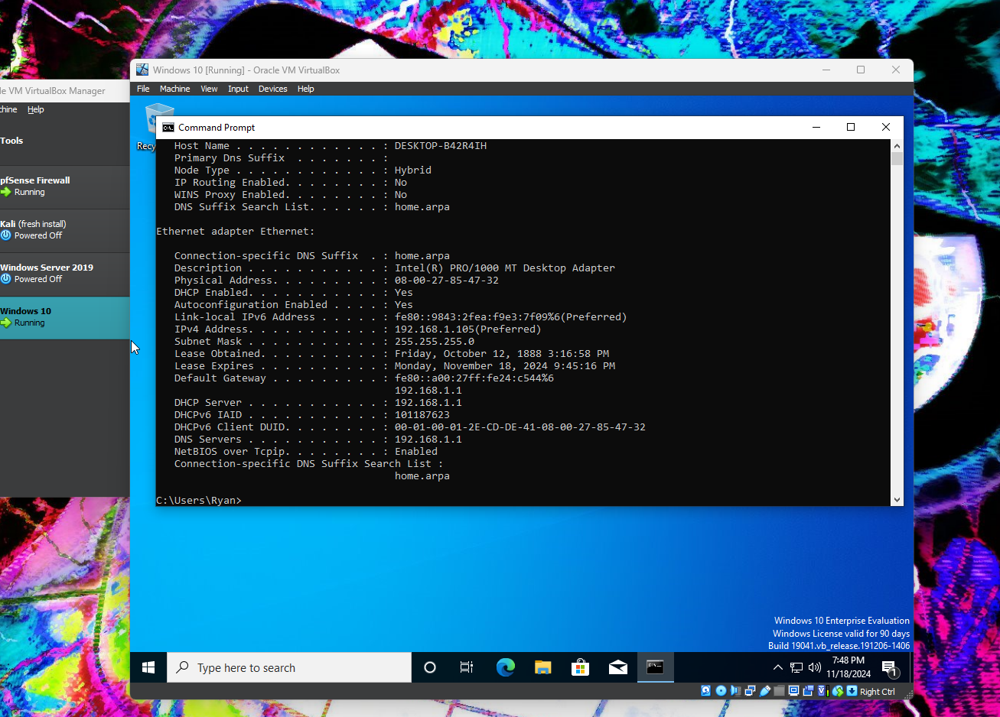 Windows 10 [Running] - Oracle VM VirtualBox
File Machine View Input Devices Help
le VM VirtualBox Manager
chine Help
Tools
pfSense Firewall
Running
Kali (fresh install)
Powered Off
Windows Server 2019
Powered Off
Windows 10
Running
Recy
Command Prompt
Host Name . . . . . . . . . . . . : DESKTOP-B42R4IH
Primary Dns Suffix  . . . . . . . :
Node Type . . . . . . . . . . . . : Hybrid
IP Routing Enabled. . . . . . . . : No
WINS Proxy Enabled. . . . . . . . : No
DNS Suffix Search List. . . . . . : home.arpa
Ethernet adapter Ethernet:
Connection-specific DNS Suffix  . : home.arpa
Description . . . . . . . . . . . : Intel(R) PRO/1000 MT Desktop Adapter
Physical Address. . . . . . . . . : 08-00-27-85-47-32
DHCP Enabled. . . . . . . . . . . : Yes
Autoconfiguration Enabled . . . . : Yes
Link-local IPv6 Address . . . . . : fe80::9843:2fea:f9e3:7f09%6(Preferred)
IPv4 Address. . . . . . . . . . . : 192.168.1.105(Preferred)
Subnet Mask . . . . . . . . . . . : 255.255.255.0
Lease Obtained. . . . . . . . . . : Friday, October 12, 1888 3:16:58 PM
Lease Expires . . . . . . . . . . : Monday, November 18, 2024 9:45:16 PM
Default Gateway . . . . . . . . . : fe80::a00:27ff:fe24:c544%6
192.168.1.1
DHCP Server . . . . . . . . . . . : 192.168.1.1
DHCPv6 IAID . . . . . . . . . . . : 101187623
DHCPv6 Client DUID. . . . . . . . : 00-01-00-01-2E-CD-DE-41-08-00-27-85-47-32
DNS Servers . . . . . . . . . . . : 192.168.1.1
NetBIOS over Tcpip. . . . . . . . : Enabled
Connection-specific DNS Suffix Search List :
home.arpa
C:\Users\Ryan>
Windows 10 Enterprise Evaluation
Windows License valid for 90 days
Build 19041.vb_release.191206-1406
Type here to search
7:48 PM
11/18/2024
1
Right Ctrl